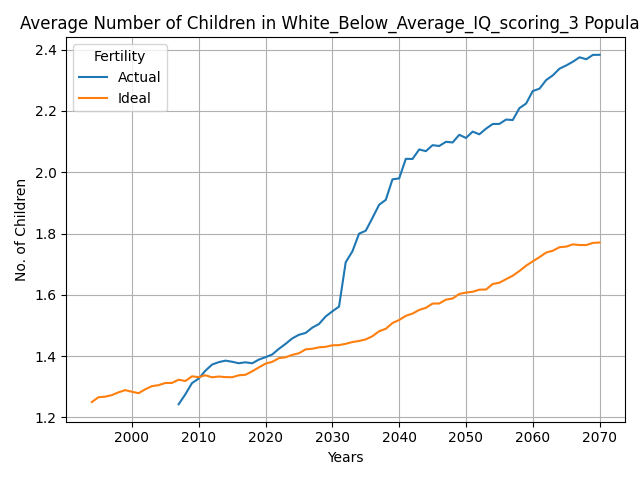 Average Number of Children in White_Below_Average_IQ_scoring_3 Popula
Fertility
Actual
Ideal
No. of Children
2.4
2.2
2.0
1.8
1.6
1.4
1.2
2000 2010 2020 2030 2040 2050 2060 2070
Years